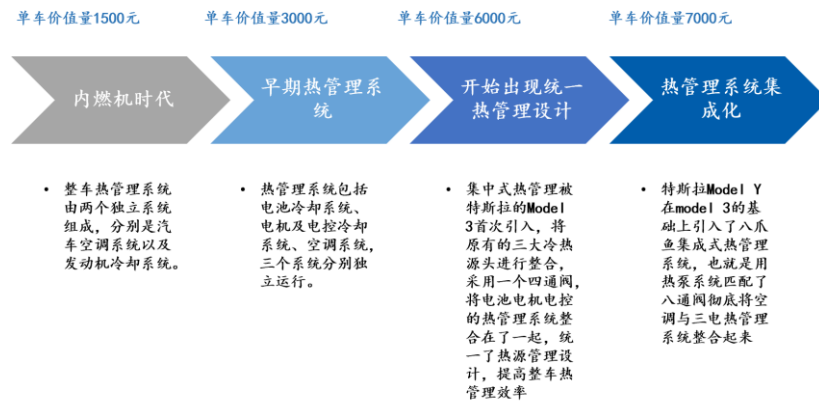 单车价值量1500元
单车价值量3000元
单车价值量6000元
单车价值量7000元
内燃机时代
早期热管理系
统
开始出现统一
热管理设计
热管理系统集
成化
• 整车热管理系统
由两个独立系统
组成，分别是汽
车空调系统以及
发动机冷却系统。
• 热管理系统包括
电池冷却系统、
电机及电控冷却
系统、空调系统，
三个系统分别独
立运行。
• 集中式热管理被
特斯拉的Model
3首次引入，将
原有的三大冷热
源头进行整合，
采用一个四通阀，
将电池电机电控
的热管理系统整
合在了一起，统
一了热源管理设
计，提高整车热
管理效率
• 特斯拉Model Y
在model 3的基
础上引入了八爪
鱼集成式热管理
系统，也就是用
热泵系统匹配了
八通阀彻底将空
调与三电热管理
系统整合起来